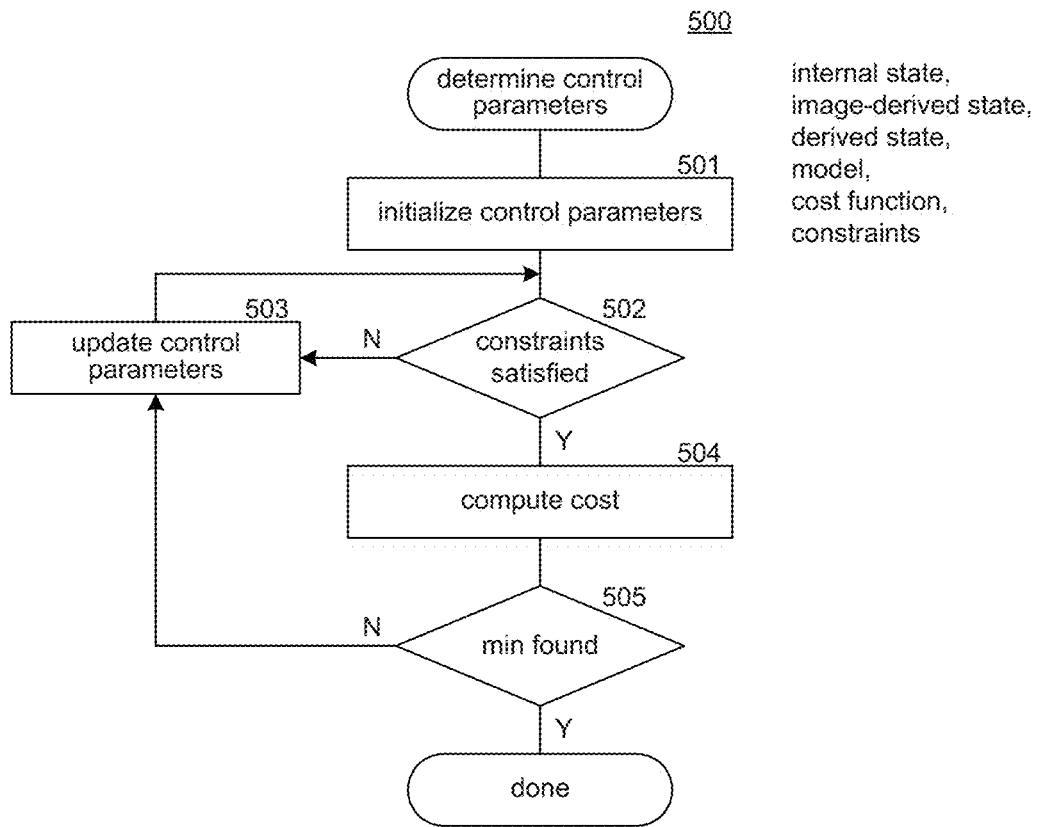 500
determine control
parameters
internal state,
image-derived state,
derived state,
model,
cost function,
constraints
501
initialize control parameters
502
constraints
satisfied
503
update control
parameters
N
Y
504
compute cost
505
min found
N
Y
done